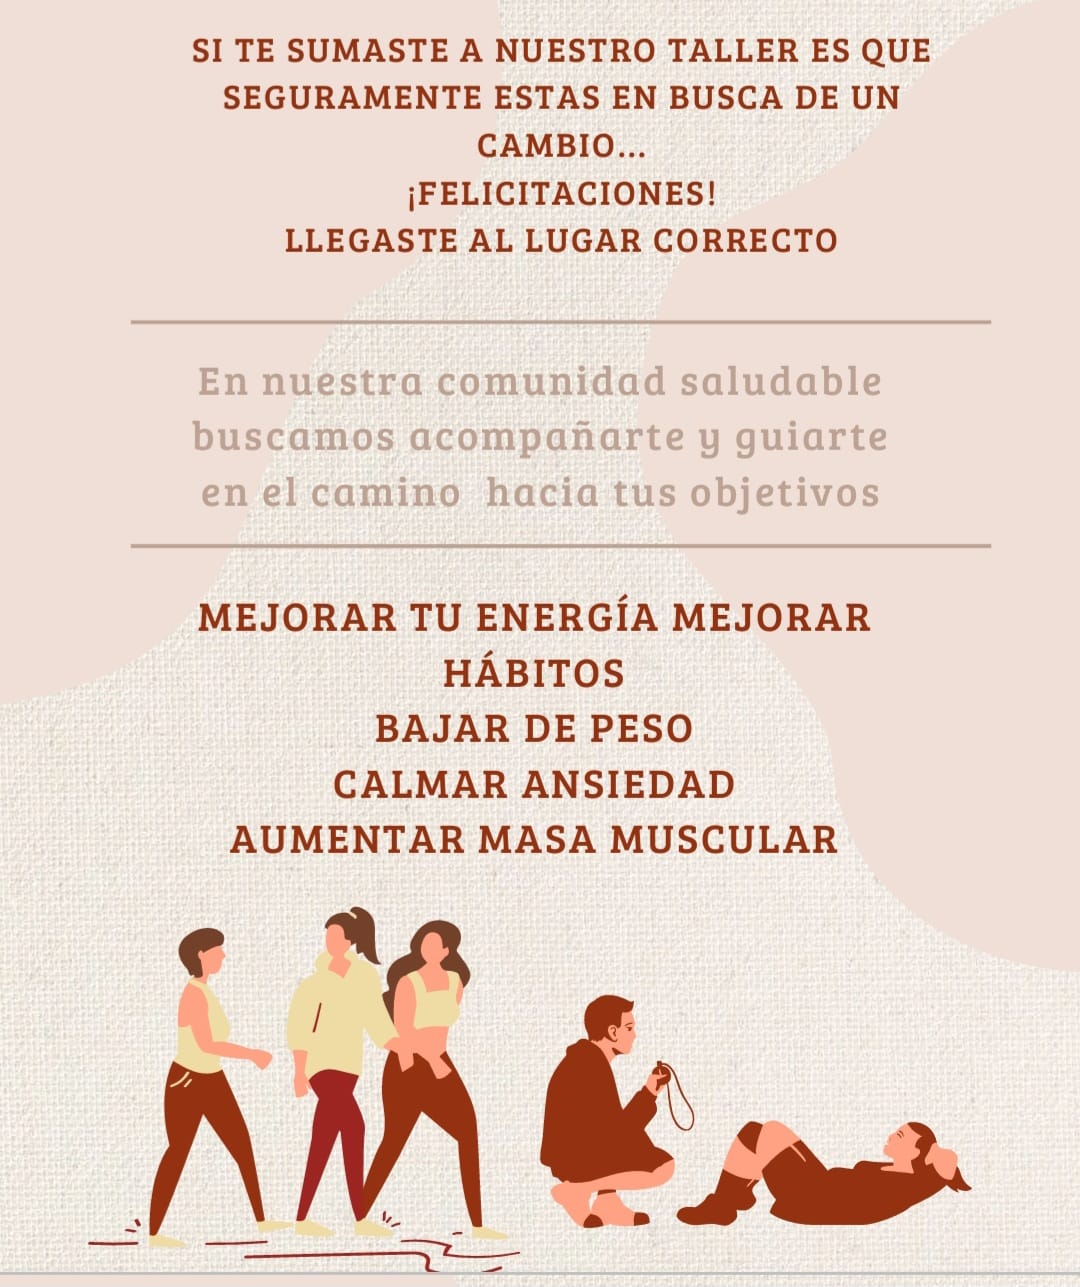 SI TE SUMASTE A NUESTRO TALLER ES QUE
SEGURAMENTE ESTAS EN BUSCA DE UN
CAMBIO...
¡FELICITACIONES!
LLEGASTE AL LUGAR CORRECTO
En nuestra comunidad saludable
buscamos acompañarte y guiarte
en el camino hacia tus objetivos
MEJORAR TU ENERGÍA MEJORAR
HÁBITOS
BAJAR DE PESO
CALMAR ANSIEDAD
AUMENTAR MASA MUSCULAR